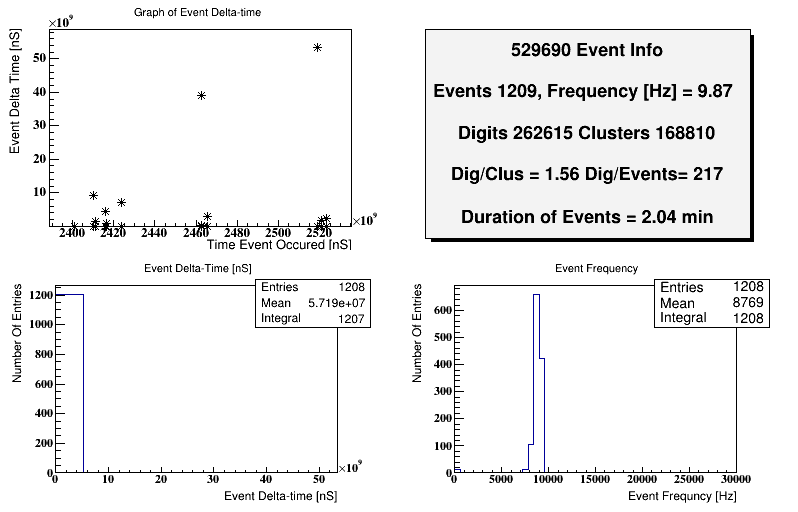 Graph of Event Delta-time
×10⁹
Event Delta Time [nS]
50
40
30
20
10
2400 2420 2440 2460 2480 2500 2520
×10⁹
Time Event Occured [nS]
529690 Event Info
Events 1209, Frequency [Hz] = 9.87
Digits 262615 Clusters 168810
Dig/Clus = 1.56 Dig/Events= 217
Duration of Events = 2.04 min
Event Delta-Time [nS]
Entries 1208
Mean 5.719e+07
Integral 1207
Number Of Entries
1200
1000
800
600
400
200
0
0 10 20 30 40 50
×10⁹
Event Delta-time [nS]
Event Frequency
Entries 1208
Mean 8769
Integral 1208
Number Of Entries
600
500
400
300
200
100
0
0 5000 10000 15000 20000 25000 30000
Event Frequncy [Hz]